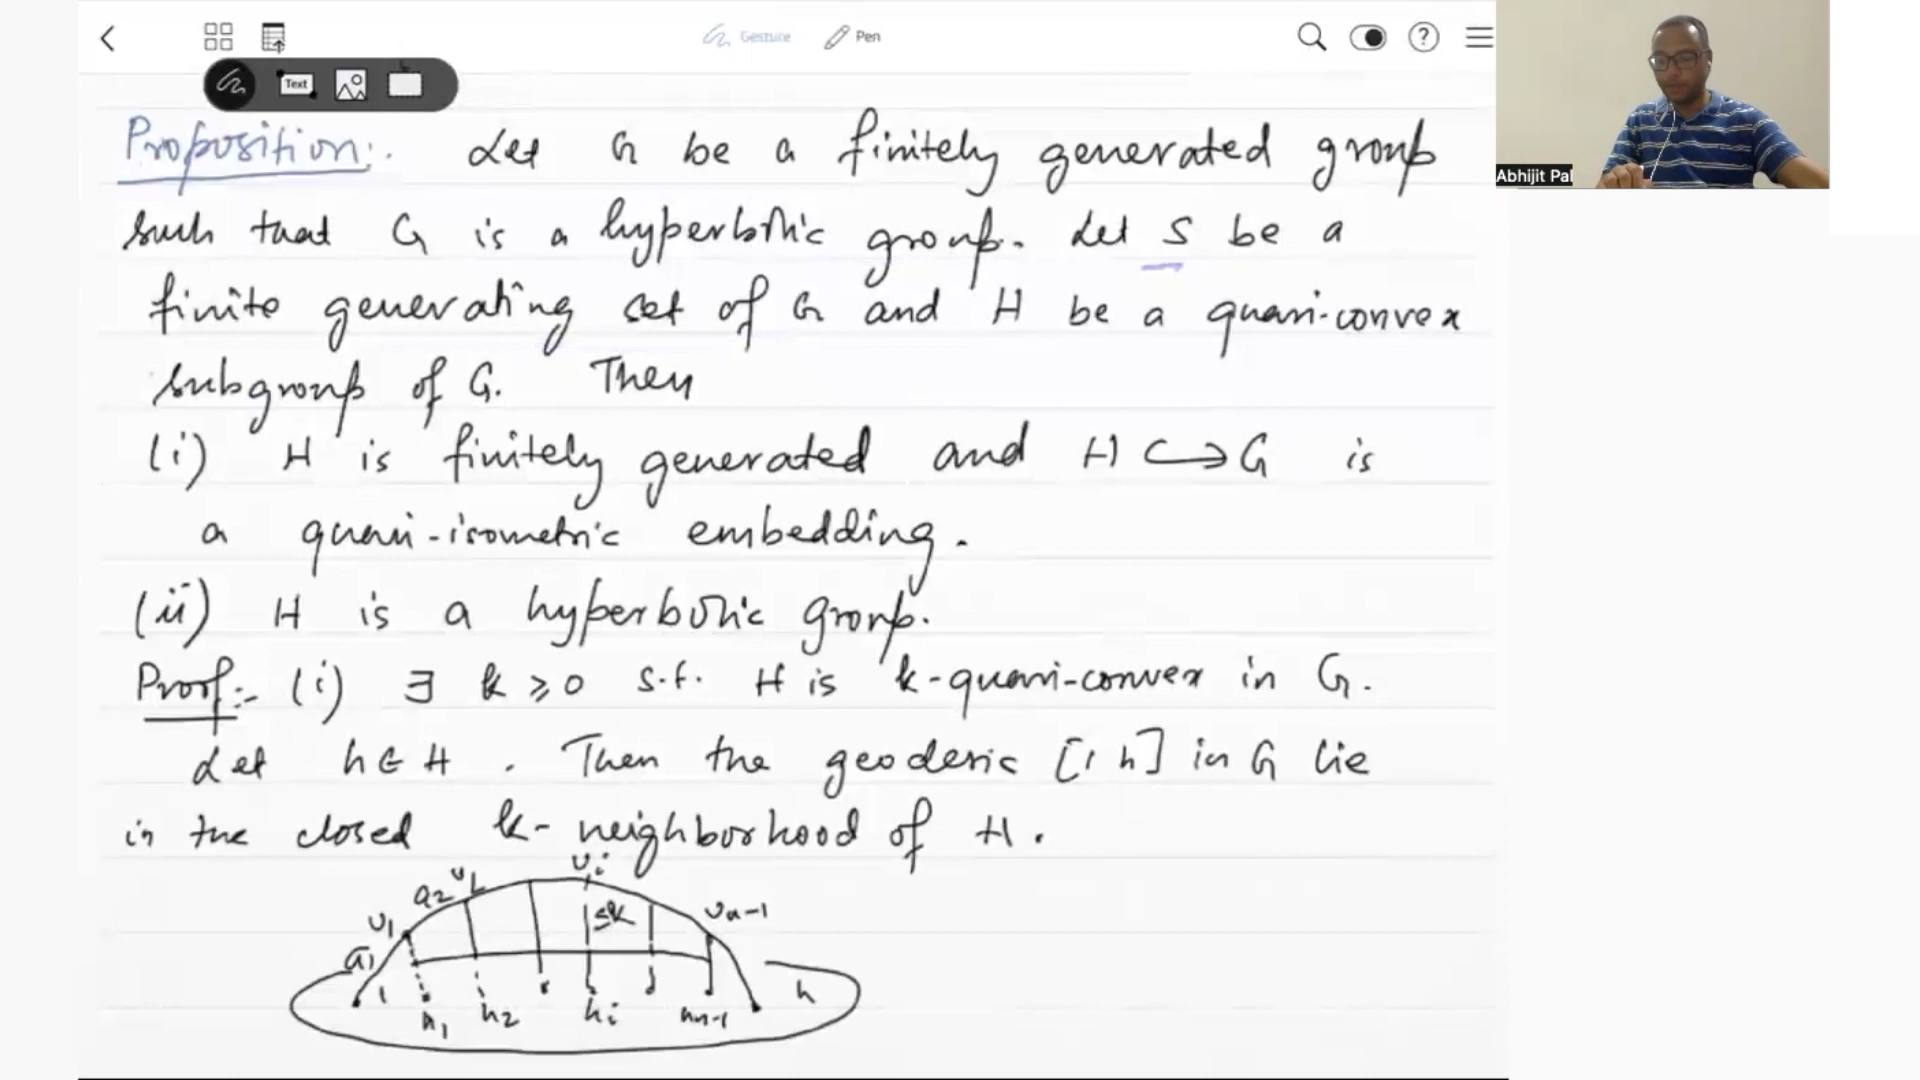 Gesture Pen
Text
Abhijit Pal
Proposition:- Let G be a finitely generated group
such that G is a hyperbolic group. Let S be a
finite generating set of G and H be a quasi-convex
subgroup of G. Then
(i) H is finitely generated and H ↪ G is
a quasi-isometric embedding.
(ii) H is a hyperbolic group.
Proof:- (i) ∃ k ≥ 0 s.t. H is k-quasi-convex in G.
Let h ∈ H. Then the geodesic [1 h] in G lie
in the closed k-neighborhood of H.
a2 v2 vi
v1 ≤k vn-1
a1
1 h
h1 h2 hi hn-1